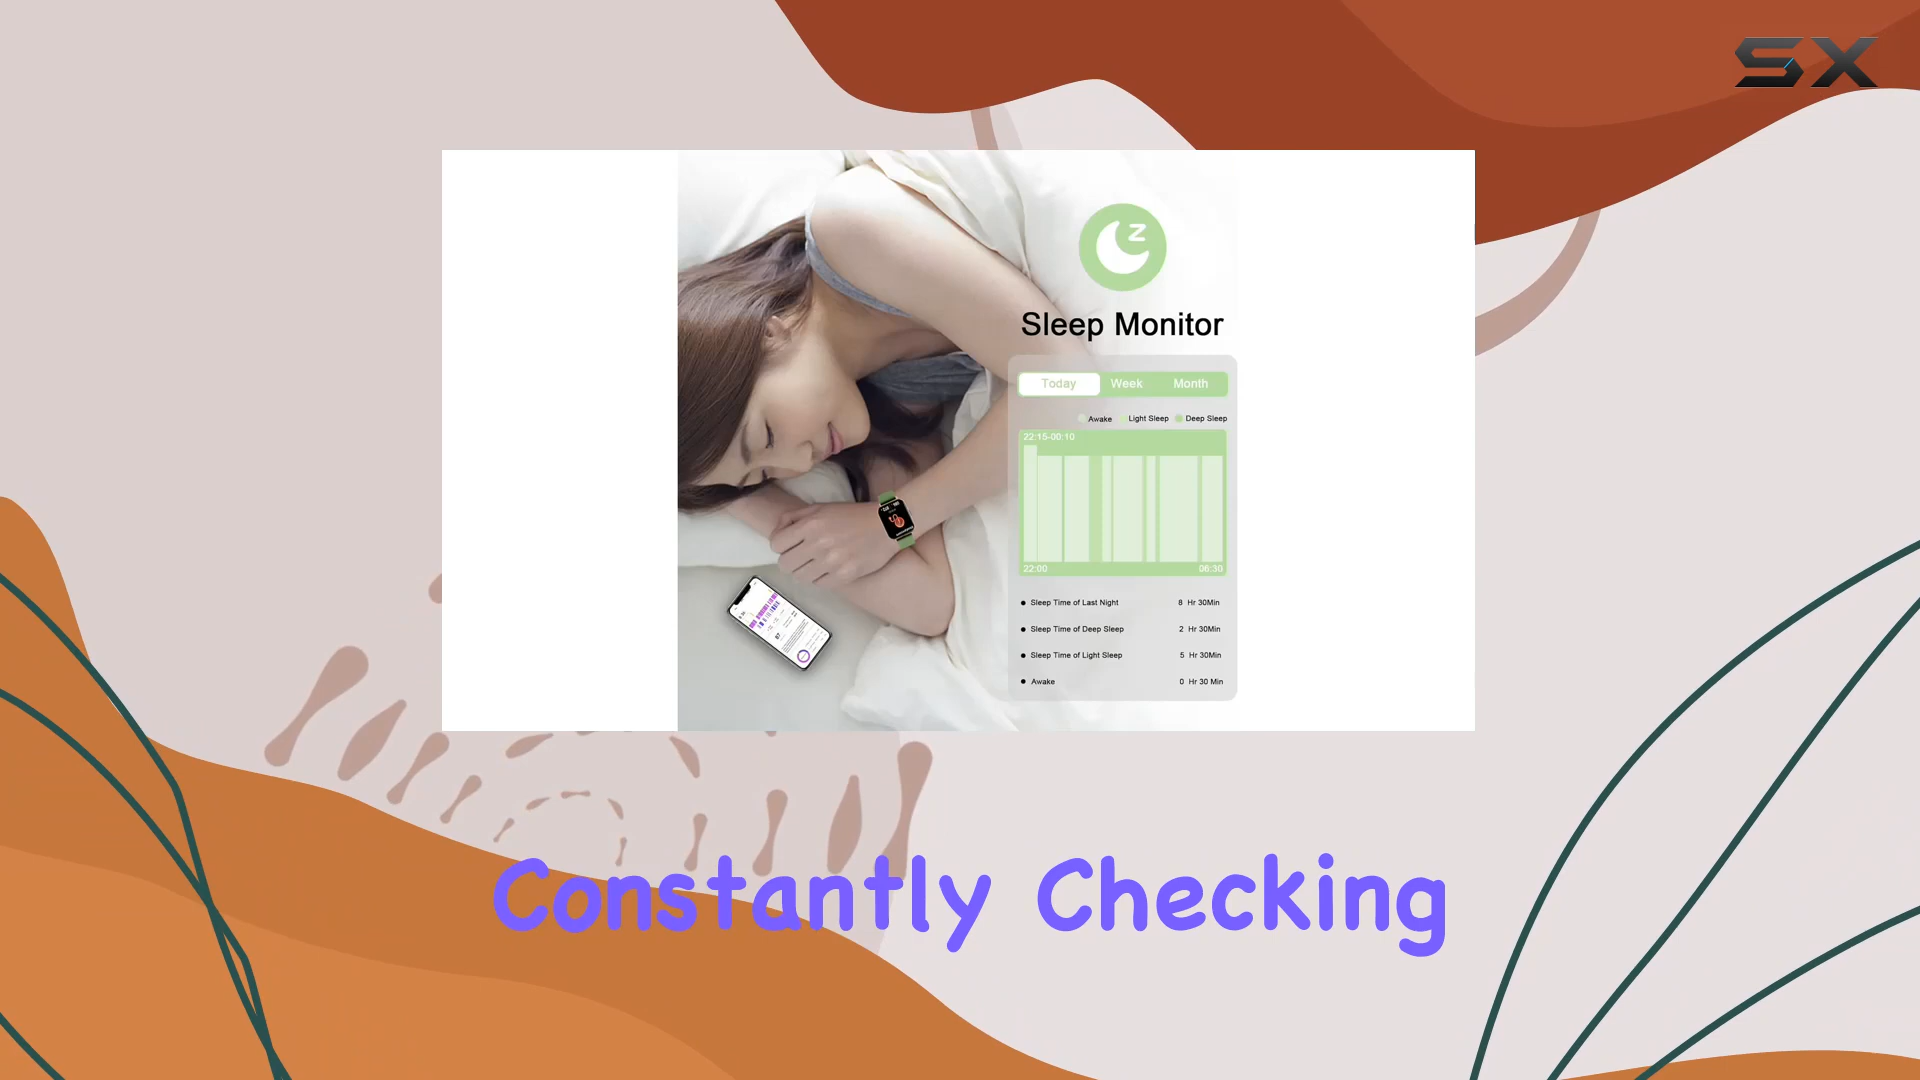 SX
Sleep Monitor
Today Week Month
Awake Light Sleep Deep Sleep
22:15-00:10
22:00 06:30
Sleep Time of Last Night 8 Hr 30Min
Sleep Time of Deep Sleep 2 Hr 30Min
Sleep Time of Light Sleep 5 Hr 30Min
Awake 0 Hr 30 Min
Constantly Checking